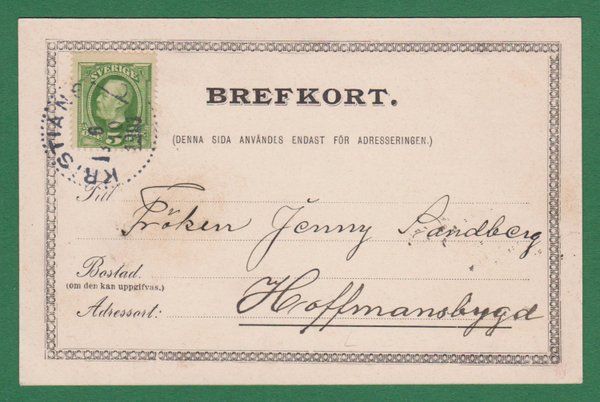 SVERIGE
5 5
KRISTIANS
BREFKORT.
(DENNA SIDA ANVÄNDES ENDAST FÖR ADRESSERINGEN.)
Till Fröken Jenny Sandberg
Bostad.
(om den kan uppgifvas.)
Adressort: Hoffmansbygd